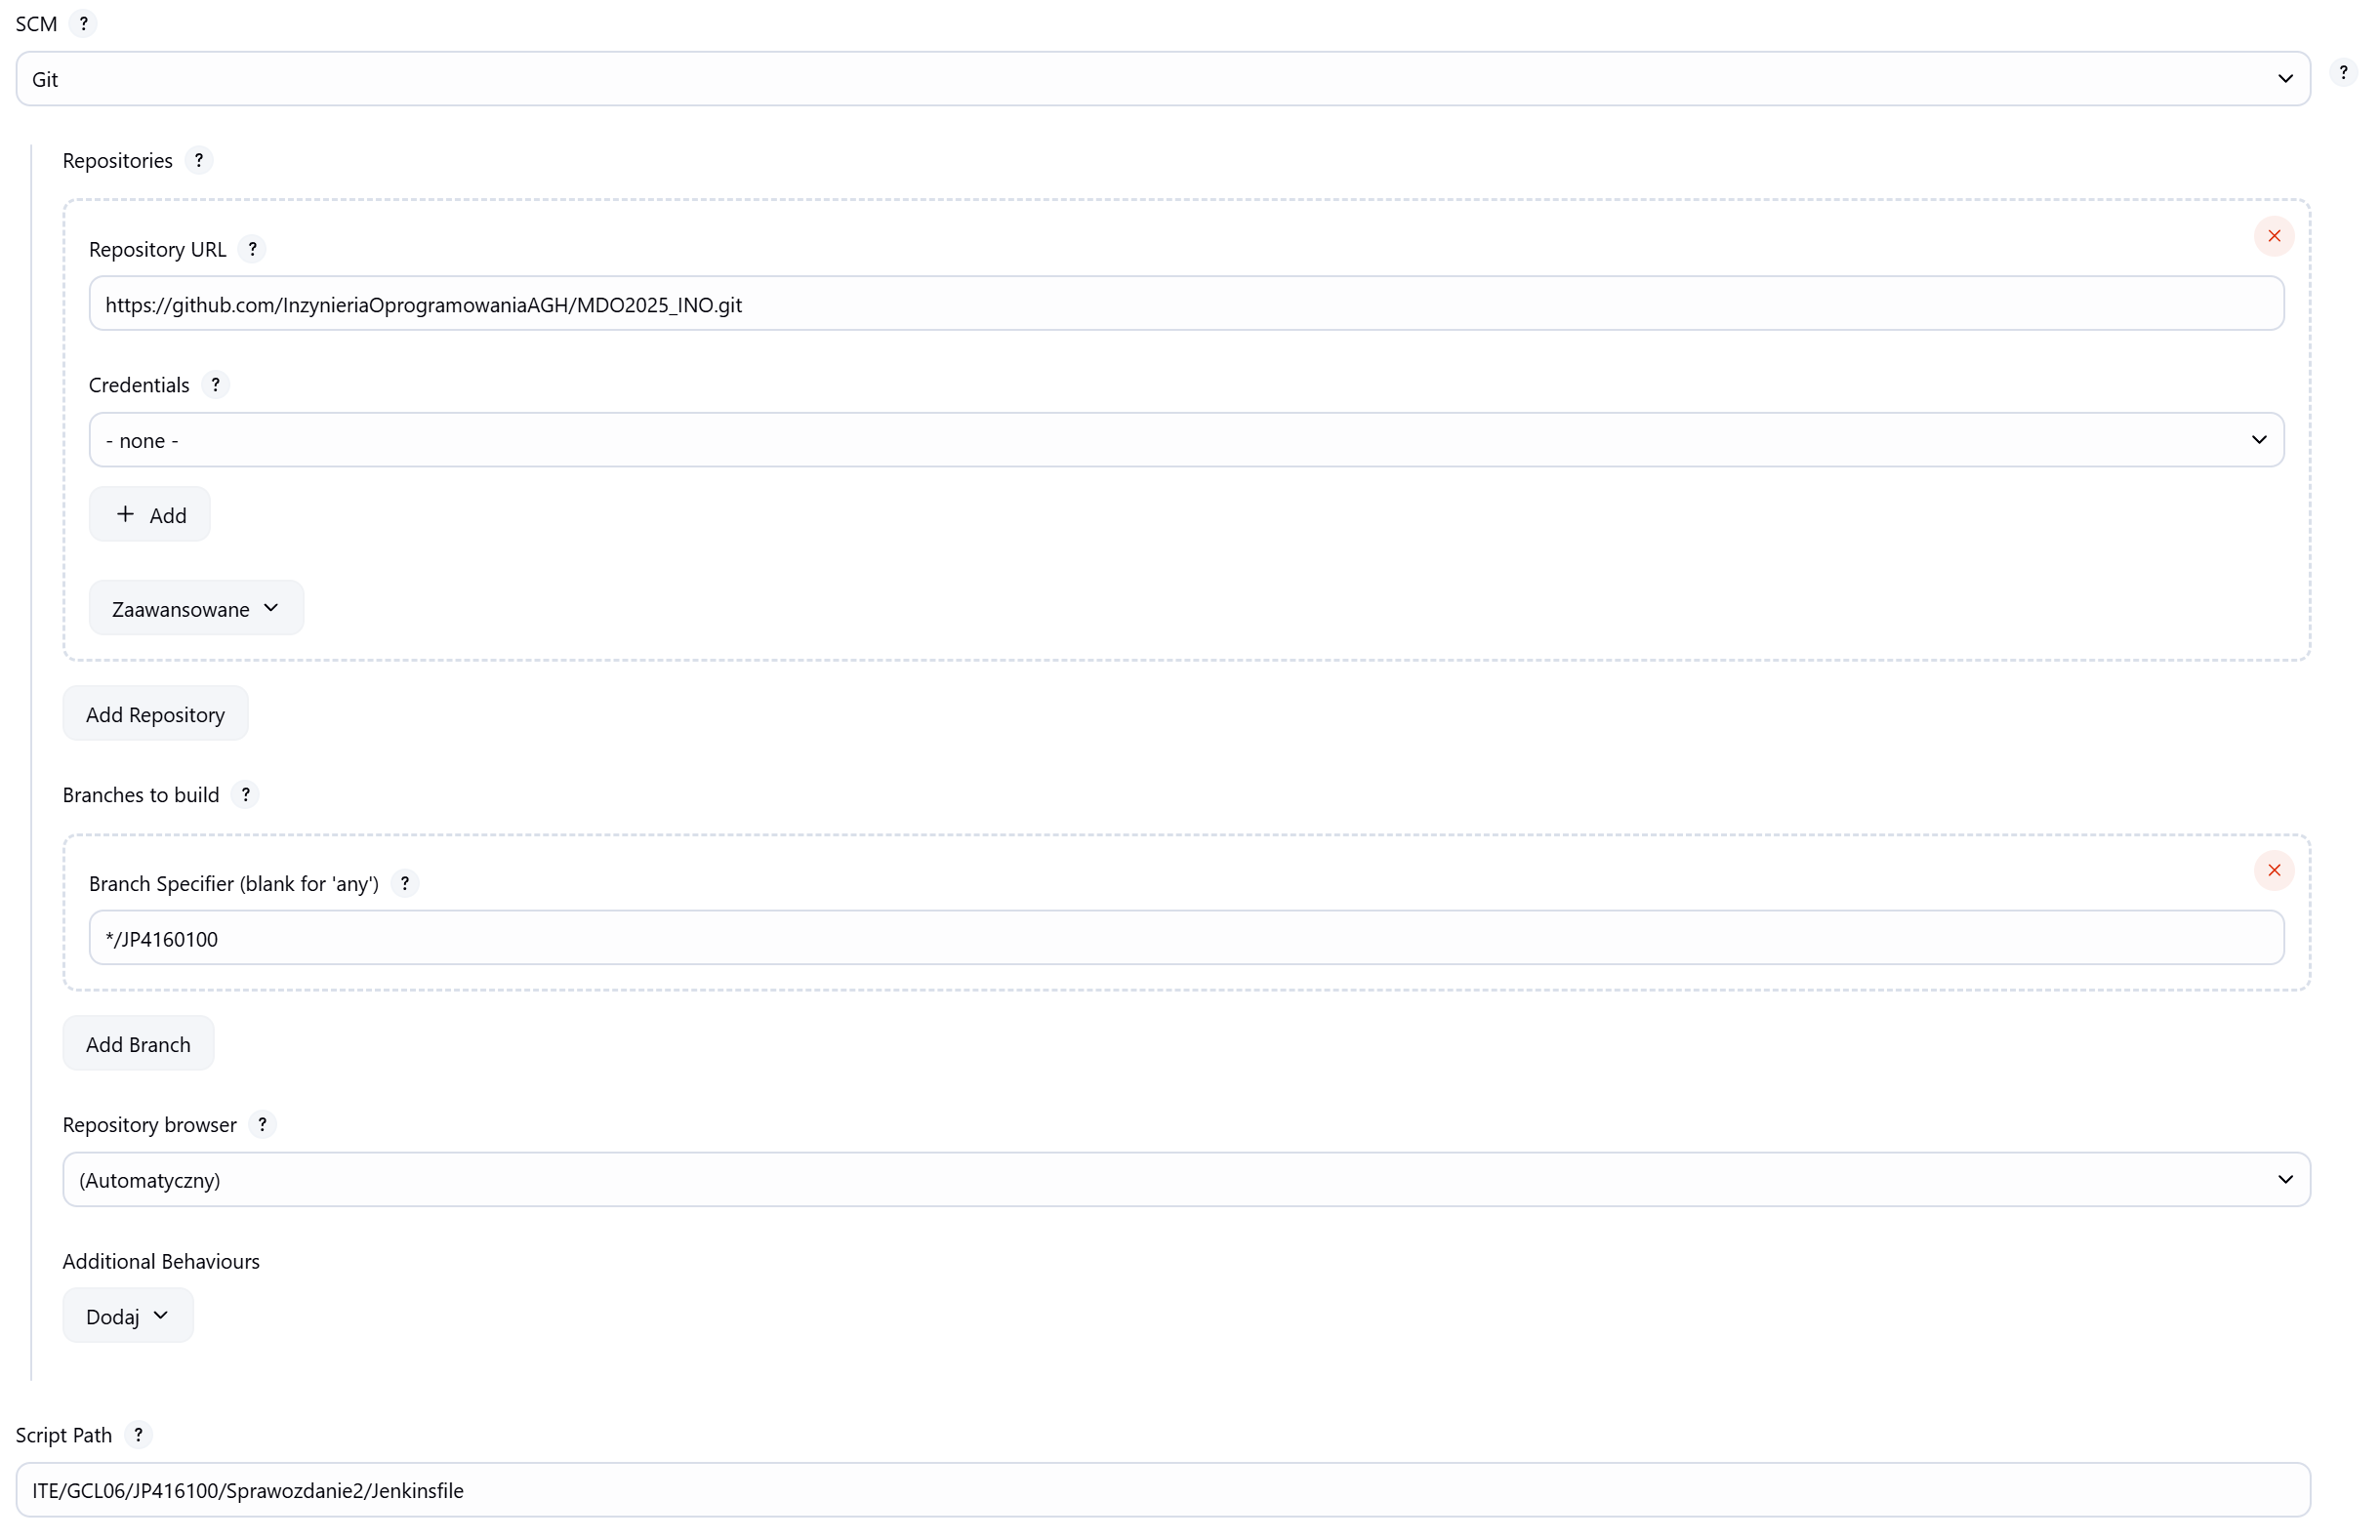 SCM ?
Git
?
Repositories ?
Repository URL ?
https://github.com/InzynieriaOprogramowaniaAGH/MDO2025_INO.git
Credentials ?
- none -
+ Add
Zaawansowane
Add Repository
Branches to build ?
Branch Specifier (blank for 'any') ?
*/JP4160100
Add Branch
Repository browser ?
(Automatyczny)
Additional Behaviours
Dodaj
Script Path ?
ITE/GCL06/JP416100/Sprawozdanie2/Jenkinsfile